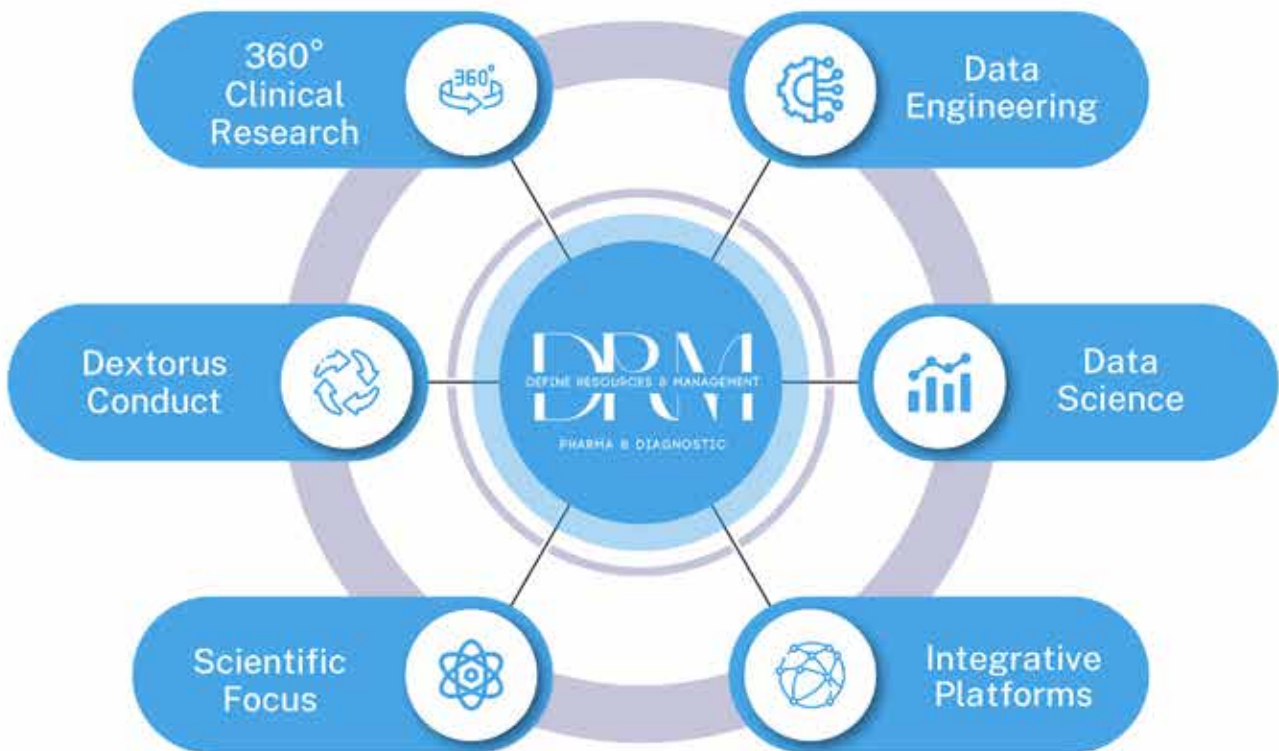 360°
Clinical
Research
360°
Data
Engineering
Dextorus
Conduct
DRM
DEFINE RESOURCES & MANAGEMENT
PHARMA & DIAGNOSTIC
Data
Science
Scientific
Focus
Integrative
Platforms